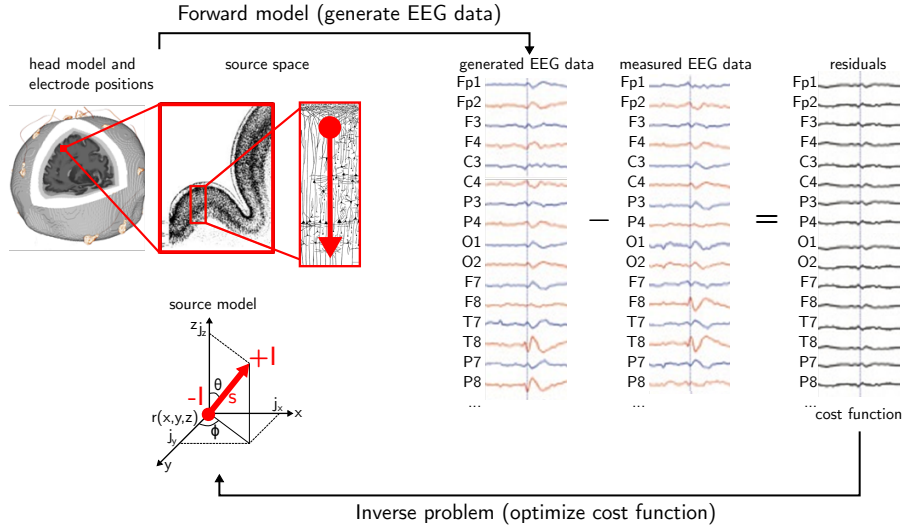 Forward model (generate EEG data)
head model and
electrode positions
source space
generated EEG data
measured EEG data
residuals
Fp1
Fp2
F3
F4
C3
C4
P3
P4
O1
O2
F7
F8
T7
T8
P7
P8
...
Fp1
Fp2
F3
F4
C3
C4
P3
P4
O1
O2
F7
F8
T7
T8
P7
P8
...
Fp1
Fp2
F3
F4
C3
C4
P3
P4
O1
O2
F7
F8
T7
T8
P7
P8
...
−
=
cost function
source model
z
jz
+I
θ
-I
s
r(x,y,z)
jx
x
jy
ϕ
y
Inverse problem (optimize cost function)